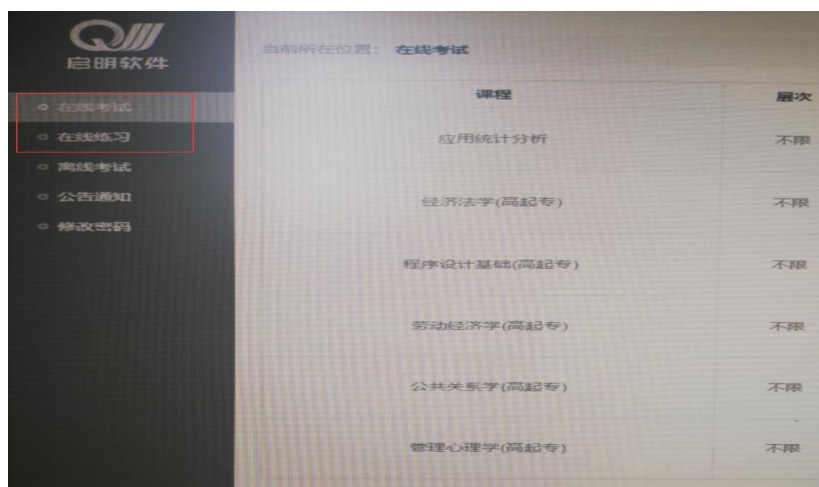 QM
启明软件
在线考试
在线练习
离线考试
公告通知
修改密码
当前所在位置: 在线考试
课程 层次
应用统计分析 不限
经济法学(高起专) 不限
程序设计基础(高起专) 不限
劳动经济学(高起专) 不限
公共关系学(高起专) 不限
管理心理学(高起专) 不限